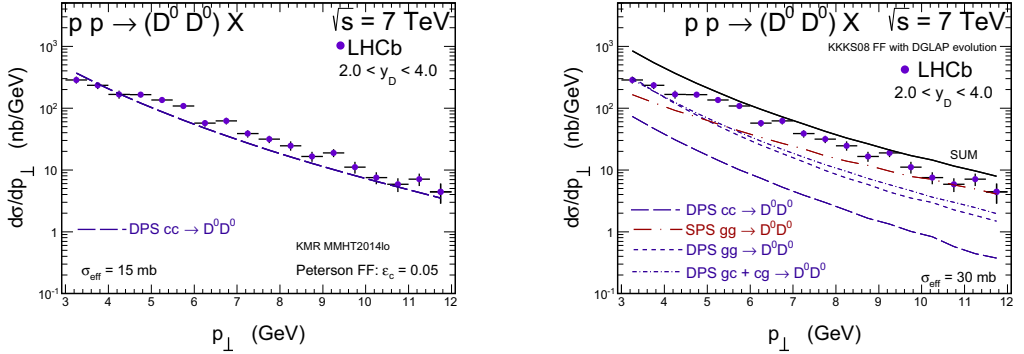 p p → (D⁰ D⁰) X √s = 7 TeV
LHCb
2.0 < y_D < 4.0
dσ/dp_⊥ (nb/GeV)
10⁴
10³
10²
10
1
10⁻¹
DPS cc → D⁰D⁰
KMR MMHT2014lo
σ_eff = 15 mb
Peterson FF: ε_c = 0.05
3 4 5 6 7 8 9 10 11 12
p_⊥ (GeV)
p p → (D⁰ D⁰) X √s = 7 TeV
KKKS08 FF with DGLAP evolution
LHCb
2.0 < y_D < 4.0
dσ/dp_⊥ (nb/GeV)
10⁴
10³
10²
10
1
10⁻¹
SUM
DPS cc → D⁰D⁰
SPS gg → D⁰D⁰
DPS gg → D⁰D⁰
DPS gc + cg → D⁰D⁰
σ_eff = 30 mb
3 4 5 6 7 8 9 10 11 12
p_⊥ (GeV)